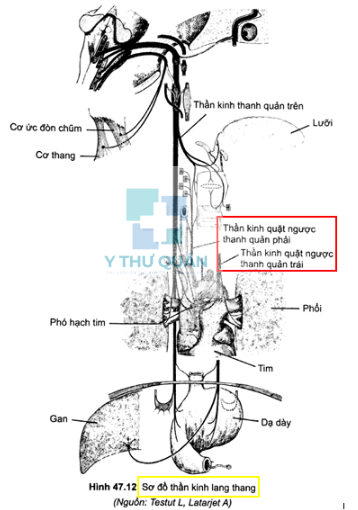 Thần kinh thanh quản trên
Lưỡi
Cơ ức đòn chũm
Cơ thang
Y THƯ QUÁN
Thần kinh quặt ngược
thanh quản phải
Thần kinh quặt ngược
thanh quản trái
Phổi
Phó hạch tim
Tim
Gan
Dạ dày
Hình 47.12 Sơ đồ thần kinh lang thang
(Nguồn: Testut L, Latarjet A)